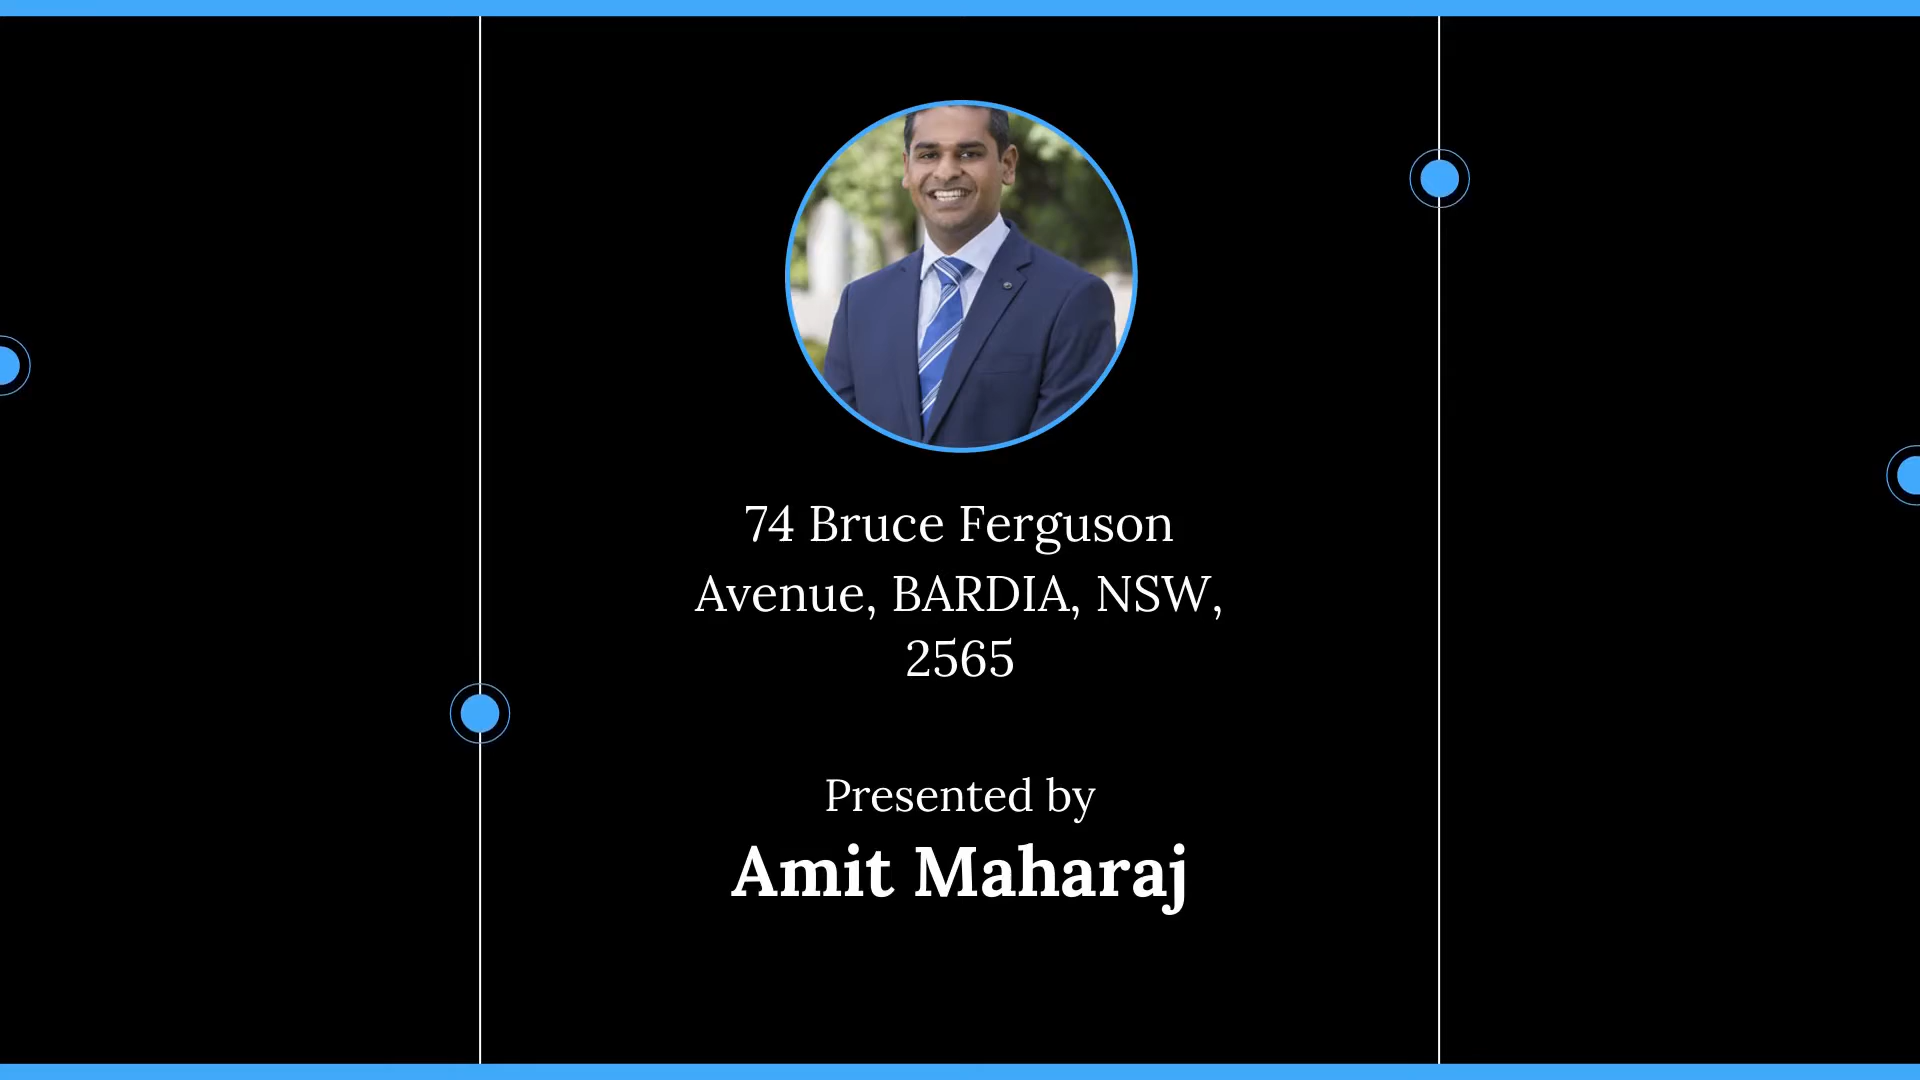 74 Bruce Ferguson
Avenue, BARDIA, NSW,
2565
Presented by
Amit Maharaj